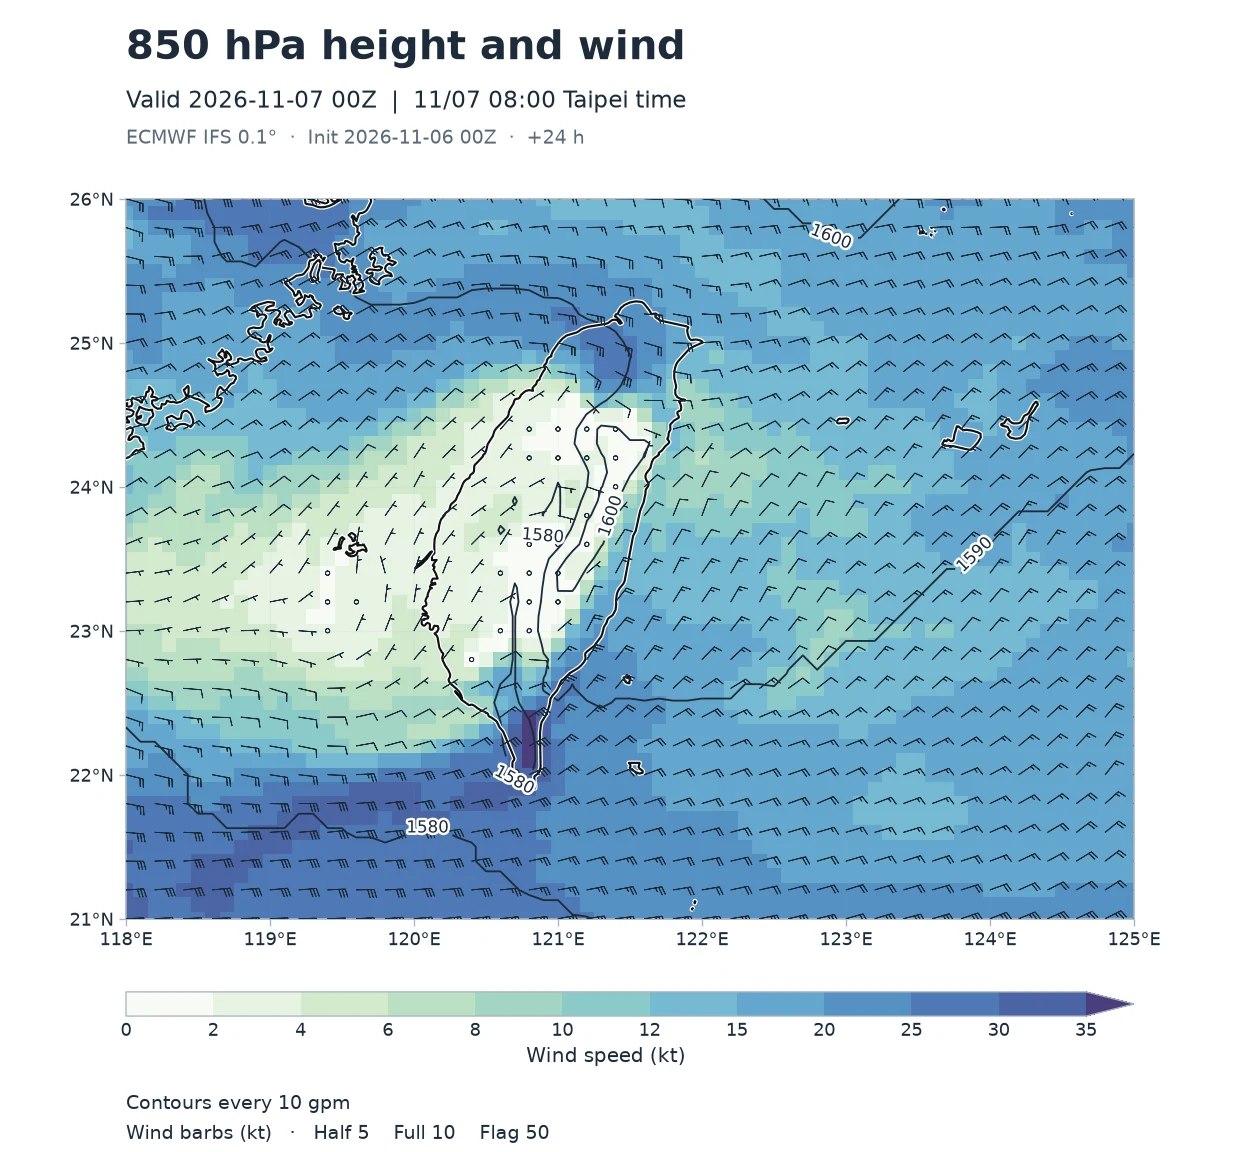 850 hPa height and wind
Valid 2026-11-07 00Z | 11/07 08:00 Taipei time
ECMWF IFS 0.1° · Init 2026-11-06 00Z · +24 h
26°N
1600
25°N
24°N
1600
1580
1590
23°N
22°N
1580
1580
21°N
118°E 119°E 120°E 121°E 122°E 123°E 124°E 125°E
0 2 4 6 8 10 12 15 20 25 30 35
Wind speed (kt)
Contours every 10 gpm
Wind barbs (kt) · Half 5 Full 10 Flag 50